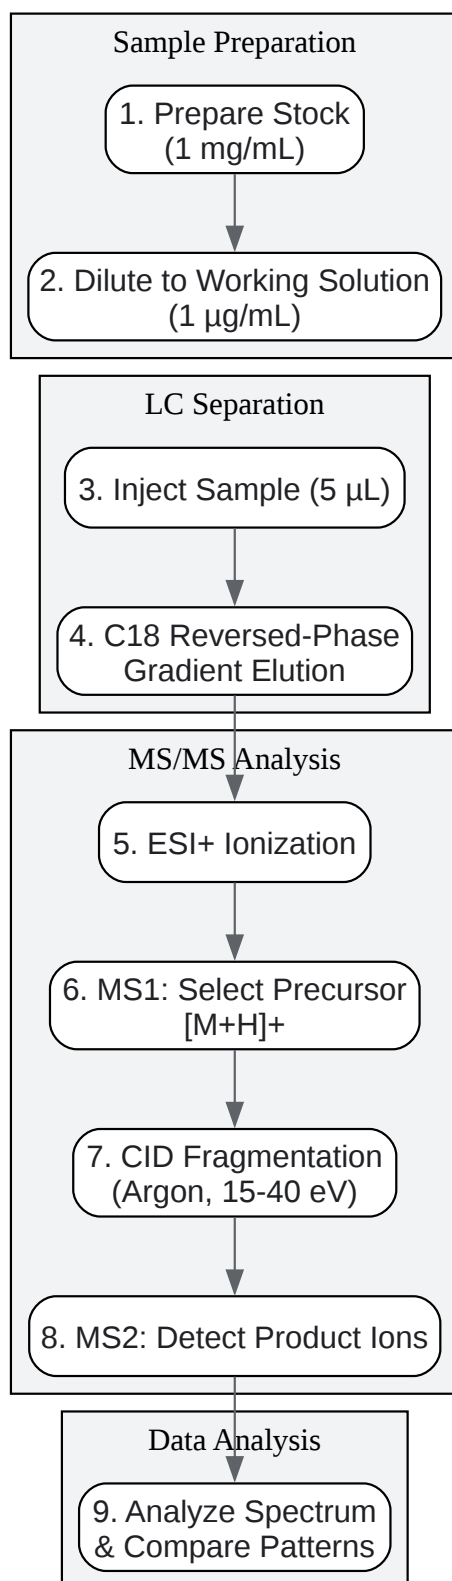 Sample Preparation
1. Prepare Stock
(1 mg/mL)
2. Dilute to Working Solution
(1 µg/mL)
LC Separation
3. Inject Sample (5 µL)
4. C18 Reversed-Phase
Gradient Elution
MS/MS Analysis
5. ESI+ Ionization
6. MS1: Select Precursor
[M+H]+
7. CID Fragmentation
(Argon, 15-40 eV)
8. MS2: Detect Product Ions
Data Analysis
9. Analyze Spectrum
& Compare Patterns